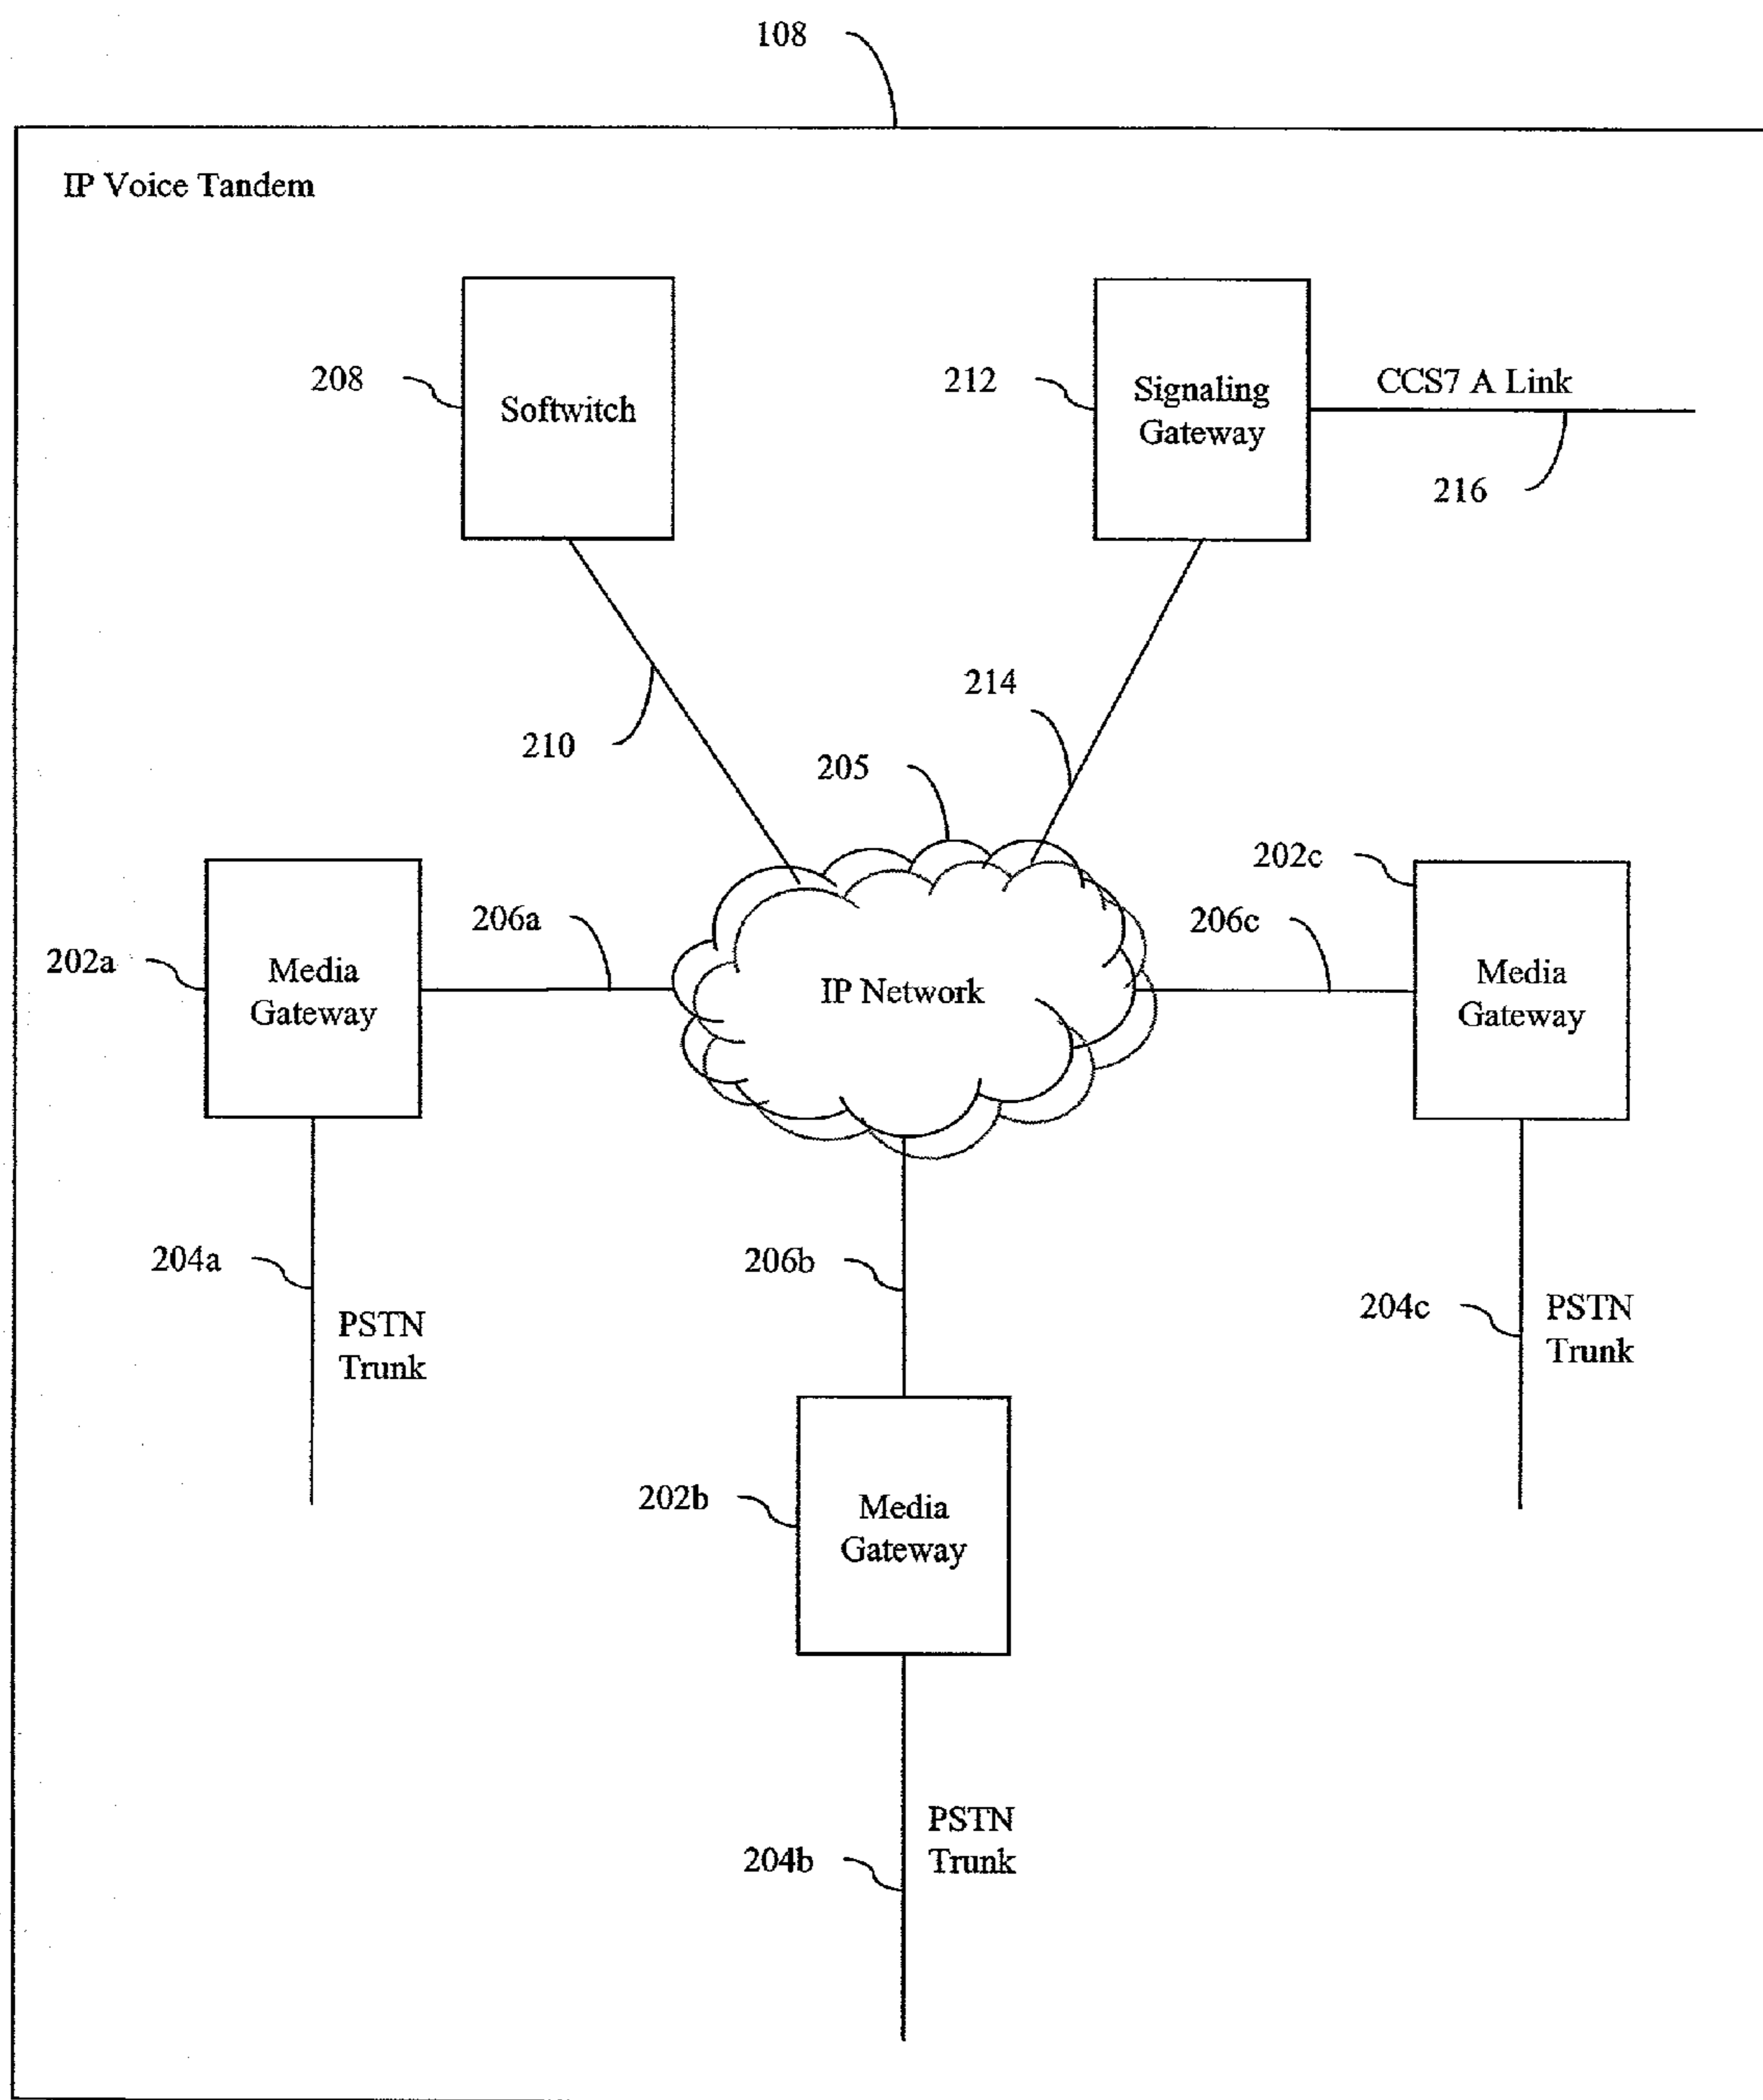 108
IP Voice Tandem
208
Softwitch
212
Signaling
Gateway
CCS7 A Link
216
210
214
205
202a
Media
Gateway
206a
IP Network
206c
202c
Media
Gateway
204a
PSTN
Trunk
206b
204c
PSTN
Trunk
202b
Media
Gateway
204b
PSTN
Trunk